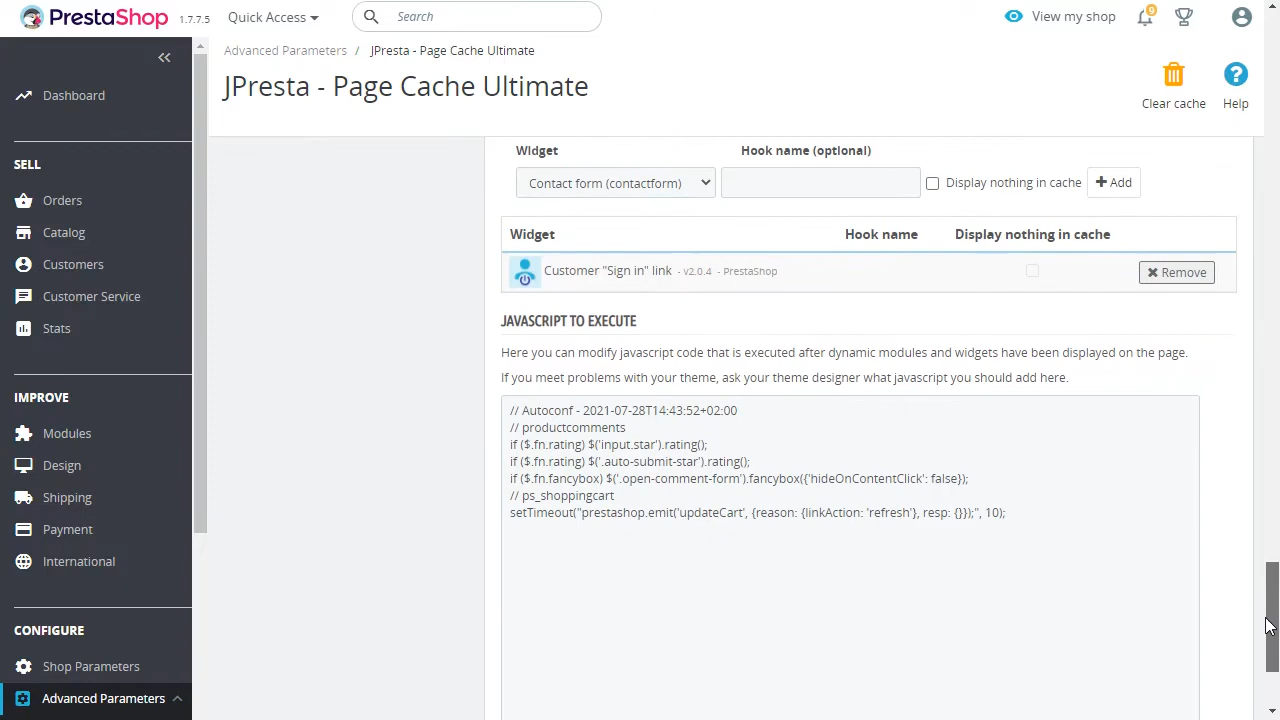 PrestaShop 1.7.7.5 Quick Access Search View my shop 9
Advanced Parameters / JPresta - Page Cache Ultimate
JPresta - Page Cache Ultimate
Clear cache Help
Dashboard
SELL
Orders
Catalog
Customers
Customer Service
Stats
IMPROVE
Modules
Design
Shipping
Payment
International
CONFIGURE
Shop Parameters
Advanced Parameters
Widget Hook name (optional)
Contact form (contactform) Display nothing in cache Add
Widget Hook name Display nothing in cache
Customer "Sign in" link - v2.0.4 - PrestaShop Remove
JAVASCRIPT TO EXECUTE
Here you can modify javascript code that is executed after dynamic modules and widgets have been displayed on the page.
If you meet problems with your theme, ask your theme designer what javascript you should add here.
// Autoconf - 2021-07-28T14:43:52+02:00
// productcomments
if ($.fn.rating) $('input.star').rating();
if ($.fn.rating) $('.auto-submit-star').rating();
if ($.fn.fancybox) $('.open-comment-form').fancybox({'hideOnContentClick': false});
// ps_shoppingcart
setTimeout("prestashop.emit('updateCart', {reason: {linkAction: 'refresh'}, resp: {}});", 10);